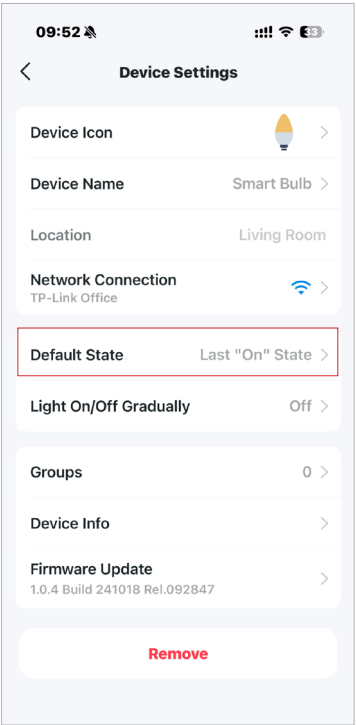 09:52
33
Device Settings
Device Icon
Device Name Smart Bulb
Location Living Room
Network Connection
TP-Link Office
Default State Last "On" State
Light On/Off Gradually Off
Groups 0
Device Info
Firmware Update
1.0.4 Build 241018 Rel.092847
Remove